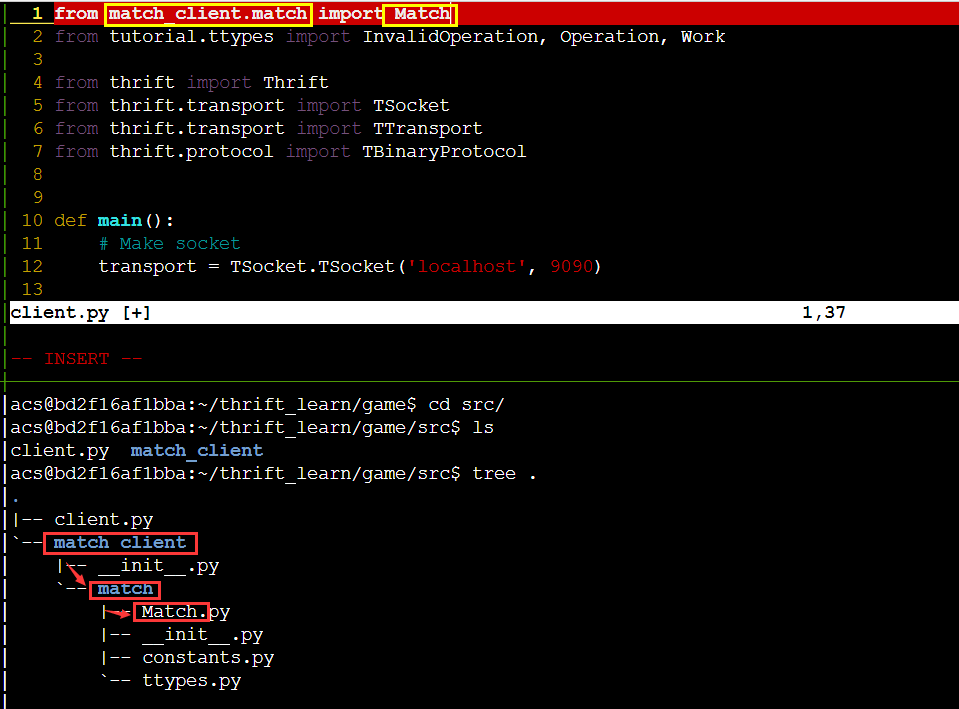 1 from match_client.match import Match
2 from tutorial.ttypes import InvalidOperation, Operation, Work
3
4 from thrift import Thrift
5 from thrift.transport import TSocket
6 from thrift.transport import TTransport
7 from thrift.protocol import TBinaryProtocol
8
9
10 def main():
11     # Make socket
12     transport = TSocket.TSocket('localhost', 9090)
13
client.py [+] 1,37
-- INSERT --
acs@bd2f16af1bba:~/thrift_learn/game$ cd src/
acs@bd2f16af1bba:~/thrift_learn/game/src$ ls
client.py  match_client
acs@bd2f16af1bba:~/thrift_learn/game/src$ tree .
.
|-- client.py
`-- match_client
    |-- __init__.py
    `-- match
        |-- Match.py
        |-- __init__.py
        |-- constants.py
        `-- ttypes.py